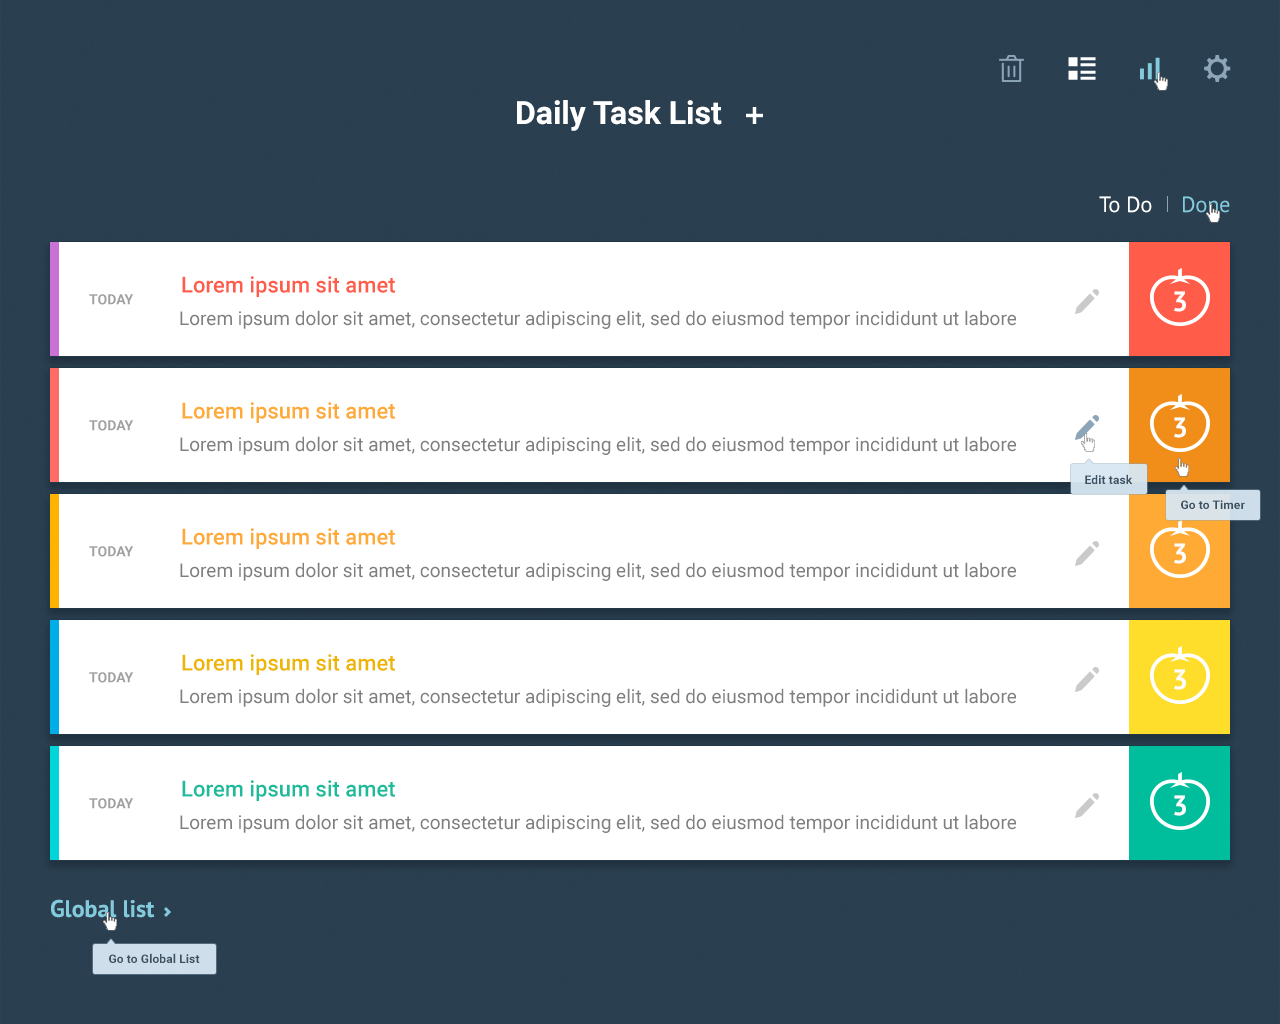 Daily Task List +
To Do | Done
TODAY
Lorem ipsum sit amet
Lorem ipsum dolor sit amet, consectetur adipiscing elit, sed do eiusmod tempor incididunt ut labore
3
TODAY
Lorem ipsum sit amet
Lorem ipsum dolor sit amet, consectetur adipiscing elit, sed do eiusmod tempor incididunt ut labore
3
Edit task
Go to Timer
TODAY
Lorem ipsum sit amet
Lorem ipsum dolor sit amet, consectetur adipiscing elit, sed do eiusmod tempor incididunt ut labore
3
TODAY
Lorem ipsum sit amet
Lorem ipsum dolor sit amet, consectetur adipiscing elit, sed do eiusmod tempor incididunt ut labore
3
TODAY
Lorem ipsum sit amet
Lorem ipsum dolor sit amet, consectetur adipiscing elit, sed do eiusmod tempor incididunt ut labore
3
Global list ›
Go to Global List